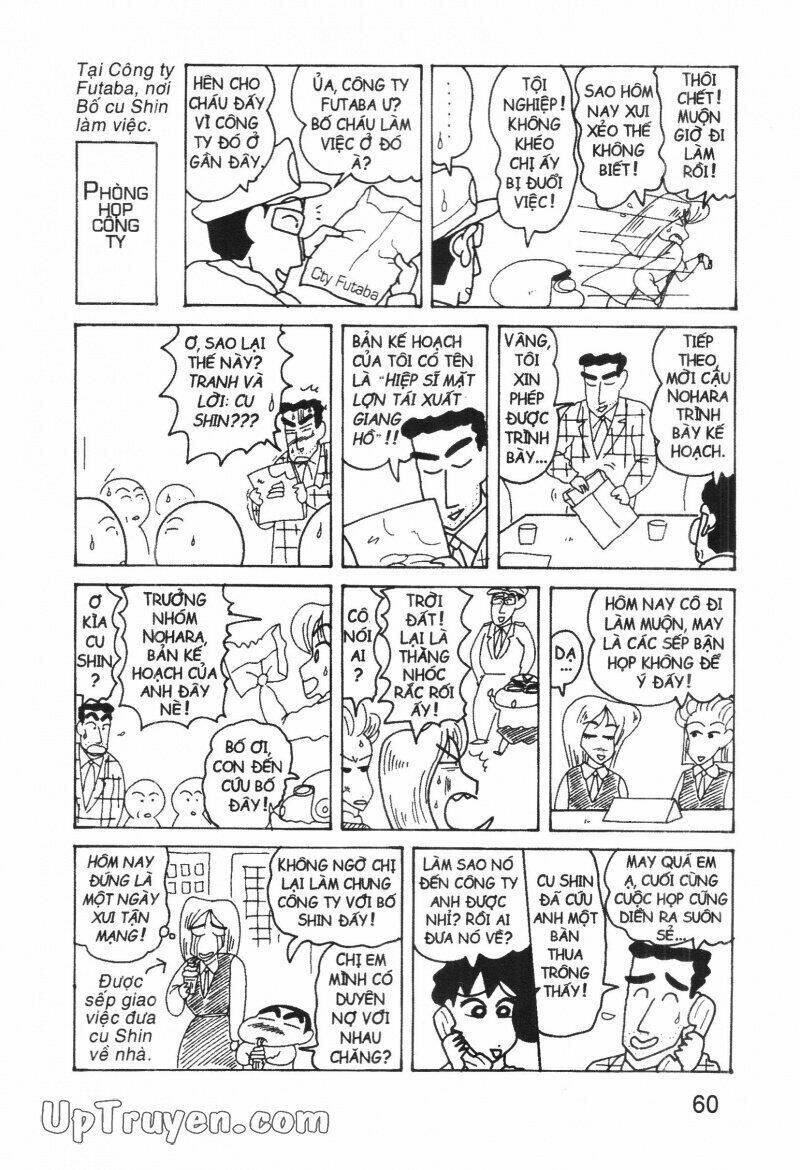 THÔI
CHẾT!
MUỘN
GIỜ ĐI
LÀM
RỒI!
SAO HÔM
NAY XUI
XẺO THẾ
KHÔNG
BIẾT!
TỘI
NGHIỆP!
KHÔNG
KHÉO
CHỊ ẤY
BỊ ĐUỔI
VIỆC!
......
ỦA, CÔNG TY
FUTABA Ư?
BỐ CHÁU LÀM
VIỆC Ở ĐÓ
À?
HÊN CHO
CHÁU ĐẤY
VÌ CÔNG
TY ĐÓ Ở
GẦN ĐÂY.
Cty Futaba
Tại Công ty
Futaba, nơi
Bố cu Shin
làm việc.
PHÒNG
HỌP
CÔNG
TY
TIẾP
THEO,
MỜI CẬU
NOHARA
TRÌNH
BÀY KẾ
HOẠCH.
VÂNG,
TÔI
XIN
PHÉP
ĐƯỢC
TRÌNH
BÀY...
BẢN KẾ HOẠCH
CỦA TÔI CÓ TÊN
LÀ "HIỆP SĨ MẶT
LỢN TÁI XUẤT
GIANG
HỒ"!!
Ơ, SAO LẠI
THẾ NÀY?
TRANH VÀ
LỜI: CU
SHIN???
HÔM NAY CÔ ĐI
LÀM MUỘN, MAY
LÀ CÁC SẾP BẬN
HỌP KHÔNG ĐỂ
Ý ĐẤY!
DẠ
...
TRỜI
ĐẤT!
LẠI LÀ
THẰNG
NHÓC
RẮC RỐI
ẤY!
CÔ
NÓI
AI
?
TRƯỞNG
NHÓM
NOHARA,
BẢN KẾ
HOẠCH CỦA
ANH ĐÂY
NÈ!
BỐ ƠI,
CON ĐẾN
CỨU BỐ
ĐÂY!
Ơ
KÌA
CU
SHIN
?
MAY QUÁ EM
Ạ, CUỐI CÙNG
CUỘC HỌP CŨNG
DIỄN RA SUÔN
SẺ...
CU SHIN
ĐÃ CỨU
ANH MỘT
BÀN
THUA
TRÔNG
THẤY!
LÀM SAO NÓ
ĐẾN CÔNG TY
ANH ĐƯỢC
NHỈ? RỒI AI
ĐƯA NÓ VỀ?
KHÔNG NGỜ CHỊ
LẠI LÀM CHUNG
CÔNG TY VỚI BỐ
SHIN ĐẤY!
CHỊ EM
MÌNH CÓ
DUYÊN
NỢ VỚI
NHAU
CHĂNG?
HÔM NAY
ĐÚNG LÀ
MỘT NGÀY
XUI TẬN
MẠNG!
Được
sếp giao
việc đưa
cu Shin
về nhà.
60
UpTruyen.com